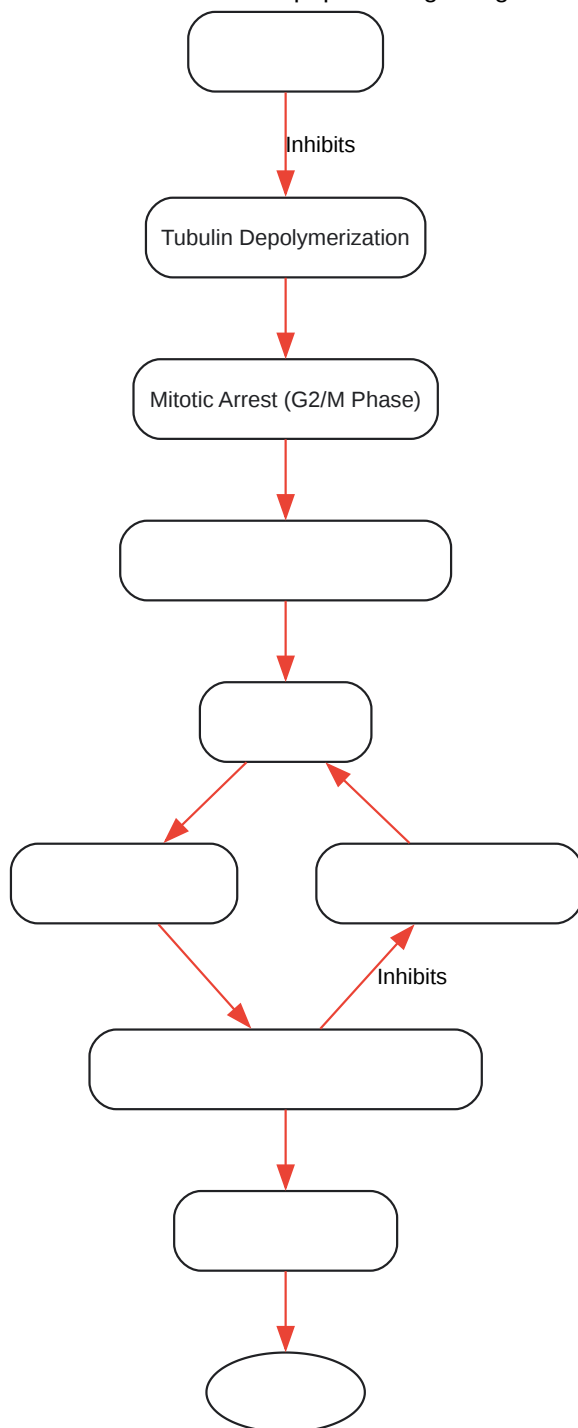 Inhibits
Tubulin Depolymerization
Mitotic Arrest (G2/M Phase)
Inhibits